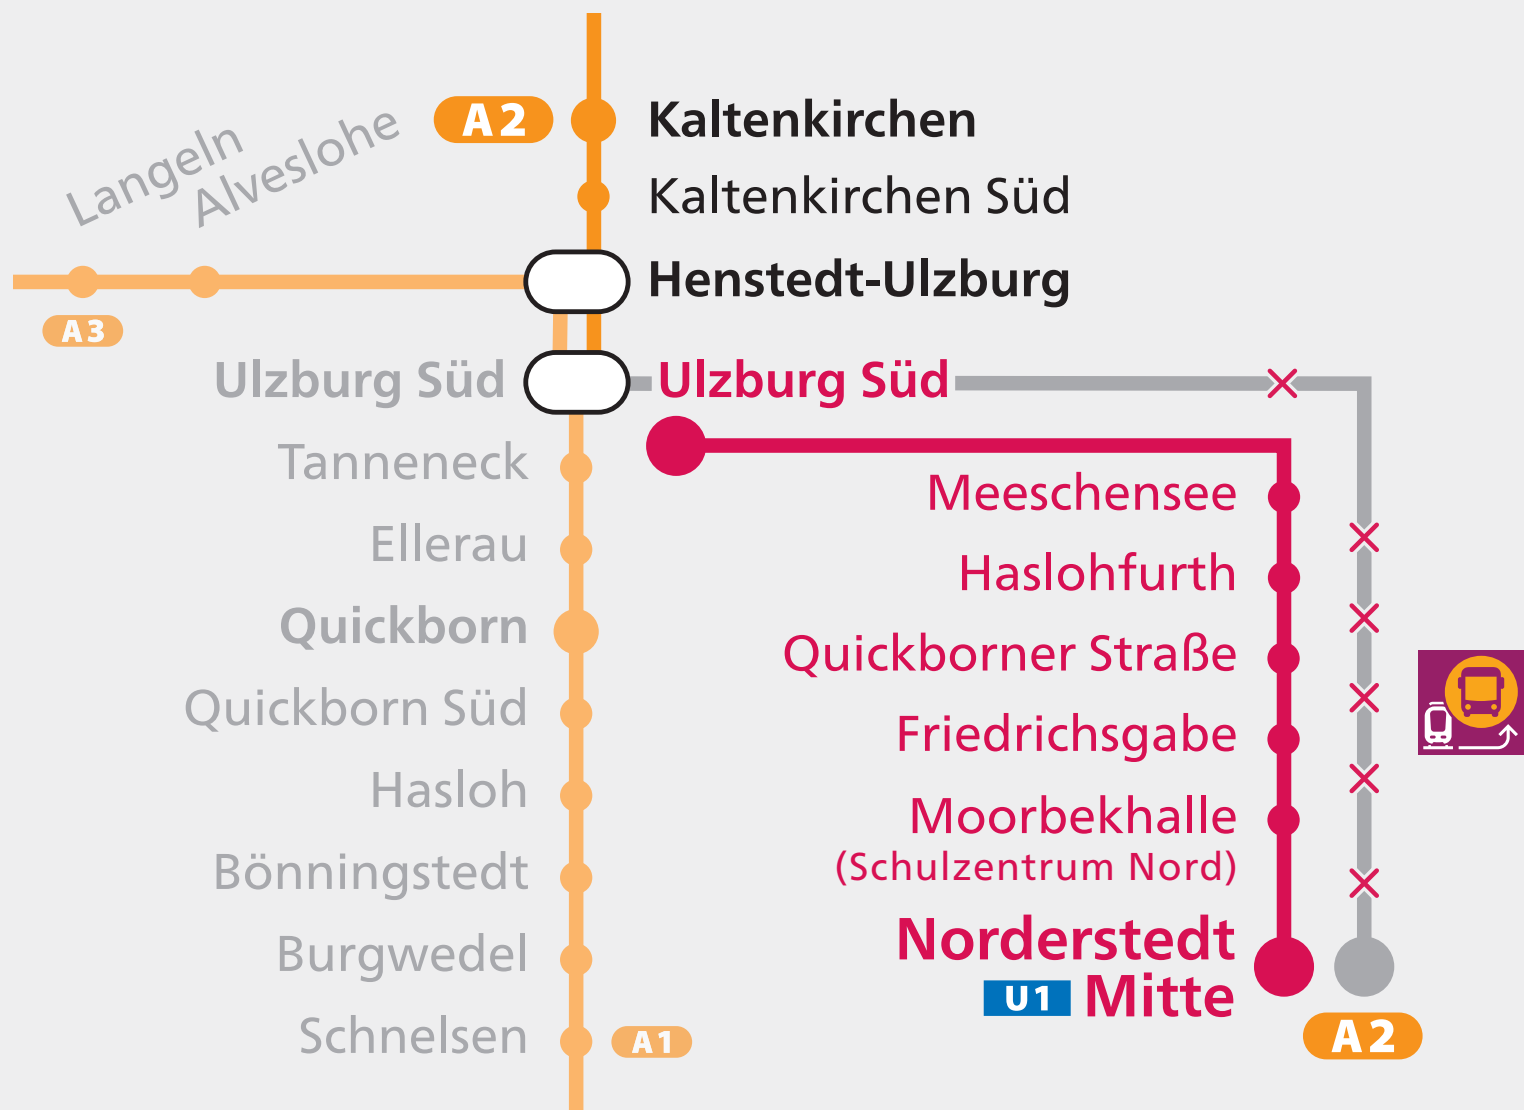 A2
Kaltenkirchen
Langeln
Alveslohe
Kaltenkirchen Süd
Henstedt-Ulzburg
A3
Ulzburg Süd
Ulzburg Süd
Tanneck
Meeschensee
Ellerau
Haslohfurth
Quickborn
Quickborner Straße
Quickborn Süd
Friedrichsgabe
Hasloh
Moorbekhalle
(Schulzentrum Nord)
Bönningstedt
Burgwedel
Norderstedt
U1 Mitte
Schnelsen
A1
A2